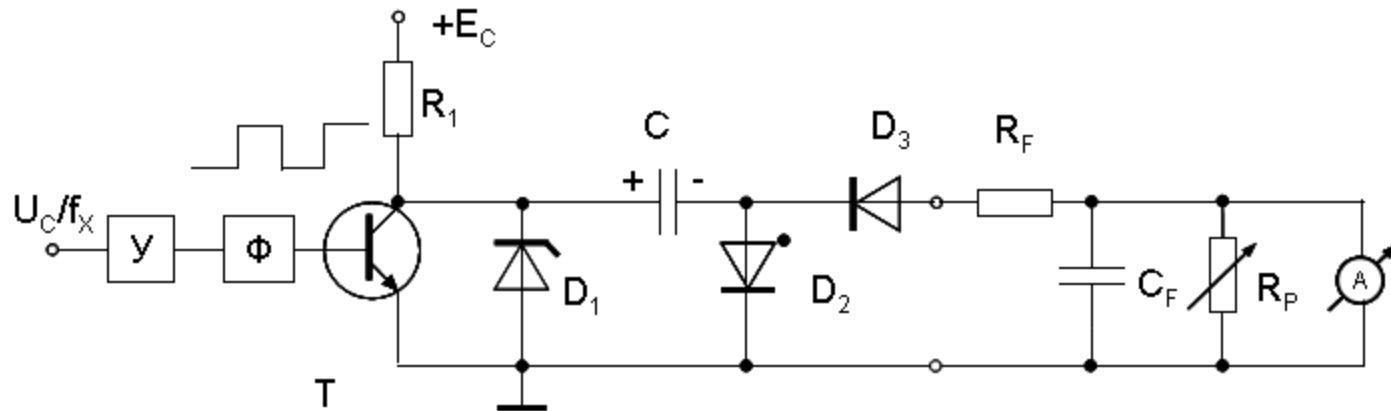 +E_C
R_1
C
+ -
D_3
R_F
U_C/f_X
У
Ф
D_1
D_2
C_F
R_P
A
T